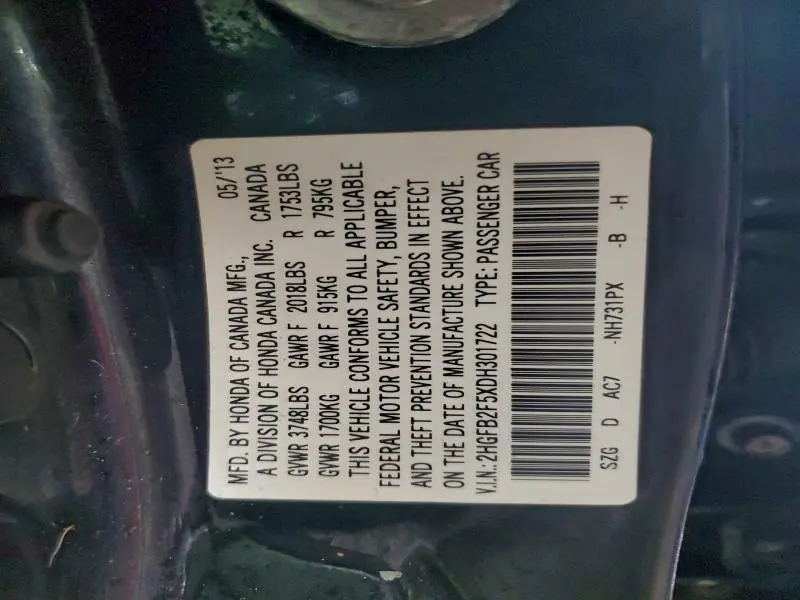 MFD. BY HONDA OF CANADA MFG., 05/'13
A DIVISION OF HONDA CANADA INC. CANADA
GVWR 3748LBS GAWR F 2018LBS R 1753LBS
GVWR 1700KG GAWR F 915KG R 795KG
THIS VEHICLE CONFORMS TO ALL APPLICABLE
FEDERAL MOTOR VEHICLE SAFETY, BUMPER,
AND THEFT PREVENTION STANDARDS IN EFFECT
ON THE DATE OF MANUFACTURE SHOWN ABOVE.
V.I.N.: 2HGFB2F5XDH301722 TYPE: PASSENGER CAR
SZG D AC7 -NH731PX -B -H